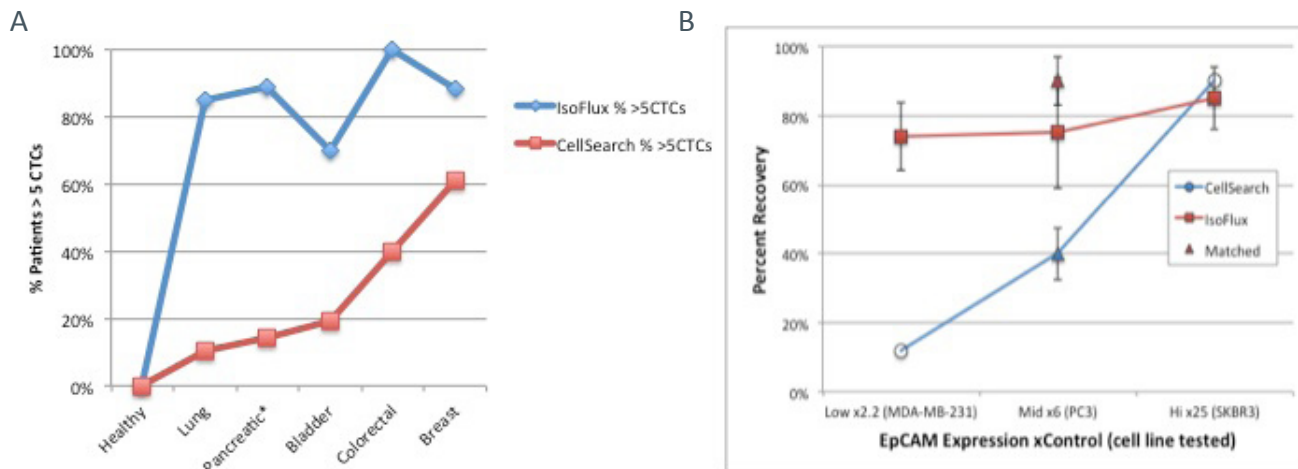 A
100%
80%
60%
40%
20%
0%
% Patients > 5 CTCs
Healthy
Lung
Pancreatic*
Bladder
Colorectal
Breast
IsoFlux % >5CTCs
CellSearch % >5CTCs
B
100%
80%
60%
40%
20%
0%
Percent Recovery
Low x2.2 (MDA-MB-231)
Mid x6 (PC3)
Hi x25 (SKBR3)
EpCAM Expression xControl (cell line tested)
CellSearch
IsoFlux
Matched